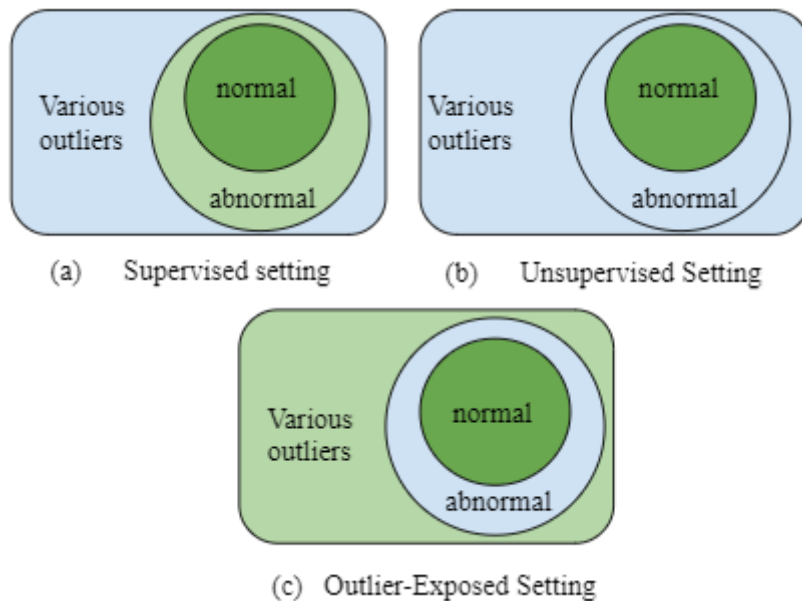 normal
Various
outliers
abnormal
(a) Supervised setting
normal
Various
outliers
abnormal
(b) Unsupervised Setting
normal
Various
outliers
abnormal
(c) Outlier-Exposed Setting